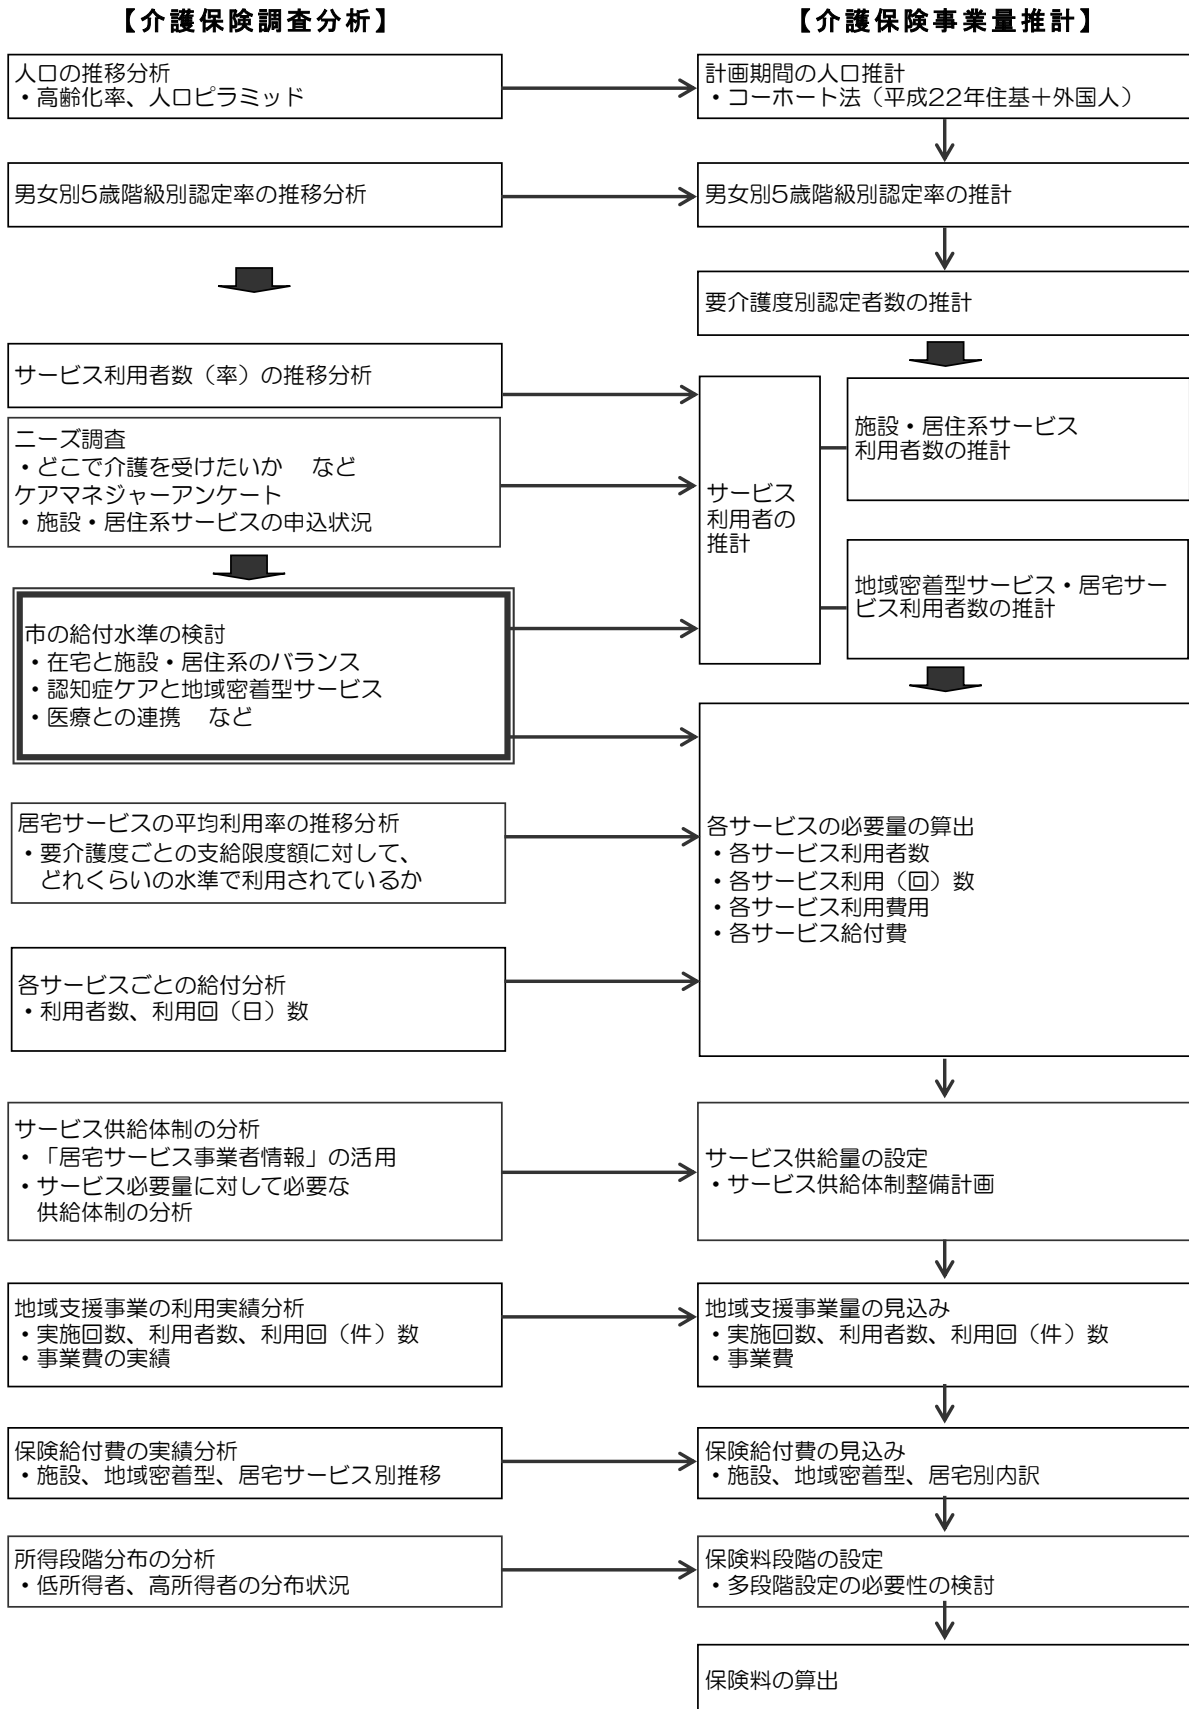 【介護保険調査分析】
【介護保険事業量推計】
人口の推移分析
・高齢化率、人口ピラミッド
計画期間の人口推計
・コーホート法（平成22年住基＋外国人）
男女別5歳階級別認定率の推移分析
男女別5歳階級別認定率の推計
要介護度別認定者数の推計
サービス利用者数（率）の推移分析
ニーズ調査
・どこで介護を受けたいか　など
ケアマネジャーアンケート
・施設・居住系サービスの申込状況
サービス
利用者の
推計
施設・居住系サービス
利用者数の推計
地域密着型サービス・居宅サー
ビス利用者数の推計
市の給付水準の検討
・在宅と施設・居住系のバランス
・認知症ケアと地域密着型サービス
・医療との連携　など
居宅サービスの平均利用率の推移分析
・要介護度ごとの支給限度額に対して、
どれくらいの水準で利用されているか
各サービスごとの給付分析
・利用者数、利用回（日）数
各サービスの必要量の算出
・各サービス利用者数
・各サービス利用（回）数
・各サービス利用費用
・各サービス給付費
サービス供給体制の分析
・「居宅サービス事業者情報」の活用
・サービス必要量に対して必要な
供給体制の分析
サービス供給量の設定
・サービス供給体制整備計画
地域支援事業の利用実績分析
・実施回数、利用者数、利用回（件）数
・事業費の実績
地域支援事業量の見込み
・実施回数、利用者数、利用回（件）数
・事業費
保険給付費の実績分析
・施設、地域密着型、居宅サービス別推移
保険給付費の見込み
・施設、地域密着型、居宅別内訳
所得段階分布の分析
・低所得者、高所得者の分布状況
保険料段階の設定
・多段階設定の必要性の検討
保険料の算出